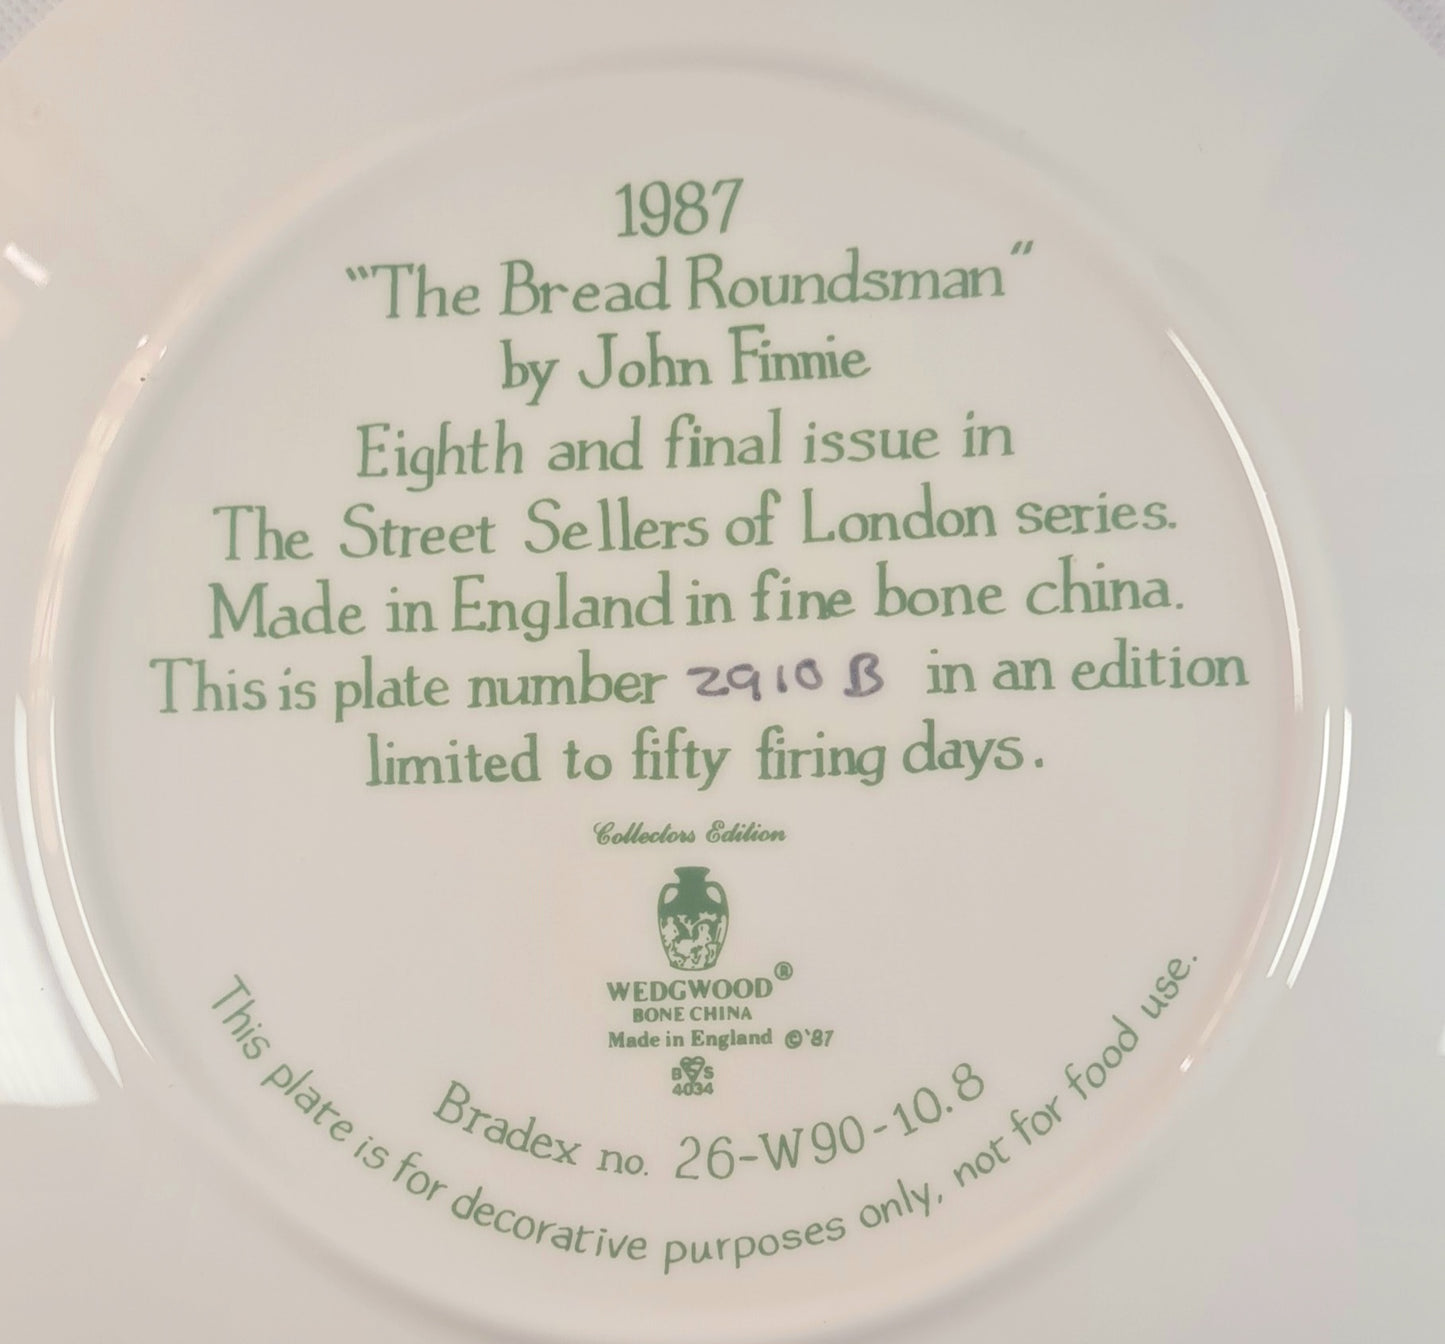 1987
"The Bread Roundsman"
by John Finnie
Eighth and final issue in
The Street Sellers of London series.
Made in England in fine bone china.
This is plate number 2910 B in an edition
limited to fifty firing days.
Collectors Edition
WEDGWOOD®
BONE CHINA
Made in England ©'87
B S
4034
Bradex no. 26-W90-10.8
This plate is for decorative purposes only, not for food use.